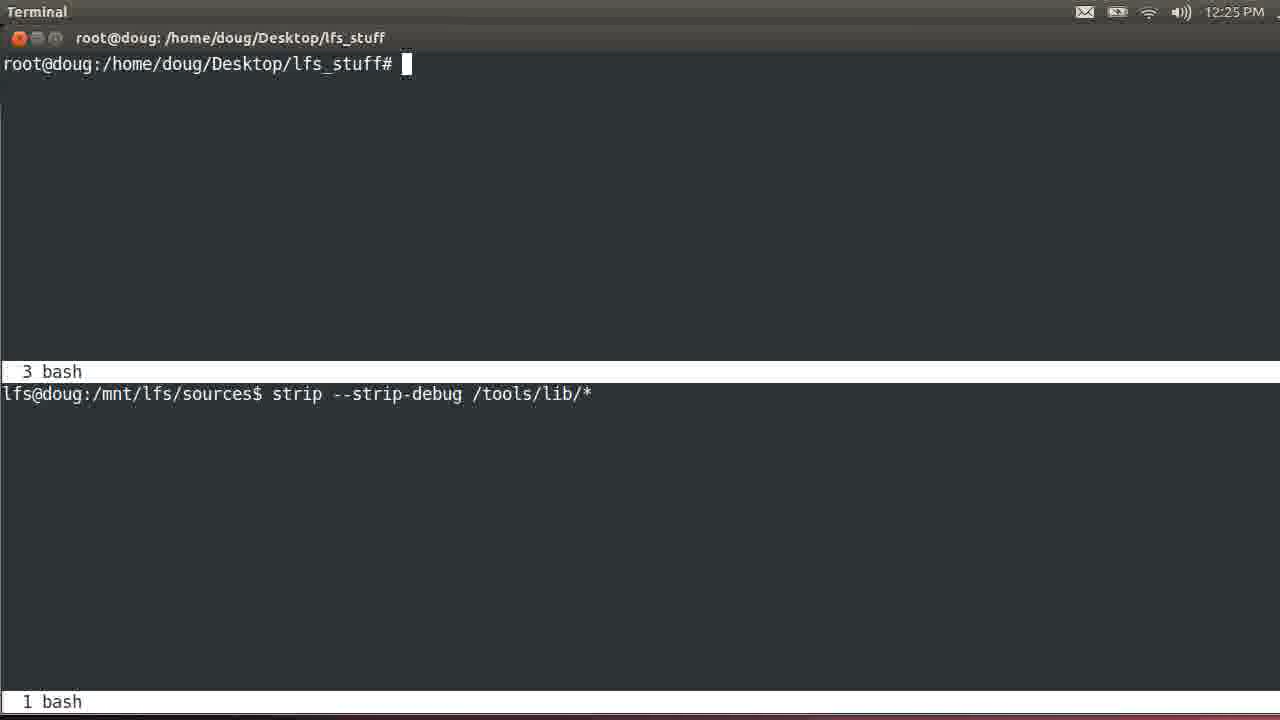 Terminal
12:25 PM
root@doug: /home/doug/Desktop/lfs_stuff
root@doug:/home/doug/Desktop/lfs_stuff#
3 bash
lfs@doug:/mnt/lfs/sources$ strip --strip-debug /tools/lib/*
1 bash